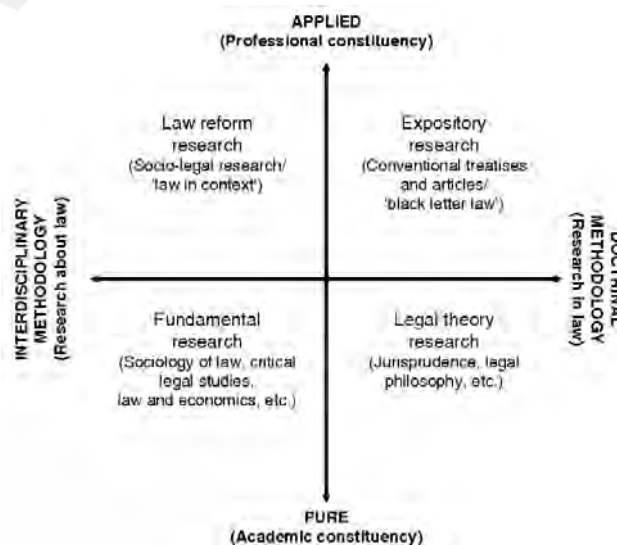 APPLIED
(Professional constituency)
Law reform
research
(Socio-legal research/
'law in context')
Expository
research
(Conventional treatises
and articles/
'black letter law')
INTERDISCIPLINARY
METHODOLOGY
(Research about law)
DOCTRINAL
METHODOLOGY
(Research in law)
Fundamental
research
(Sociology of law, critical
legal studies,
law and economics, etc.)
Legal theory
research
(Jurisprudence, legal
philosophy, etc.)
PURE
(Academic constituency)